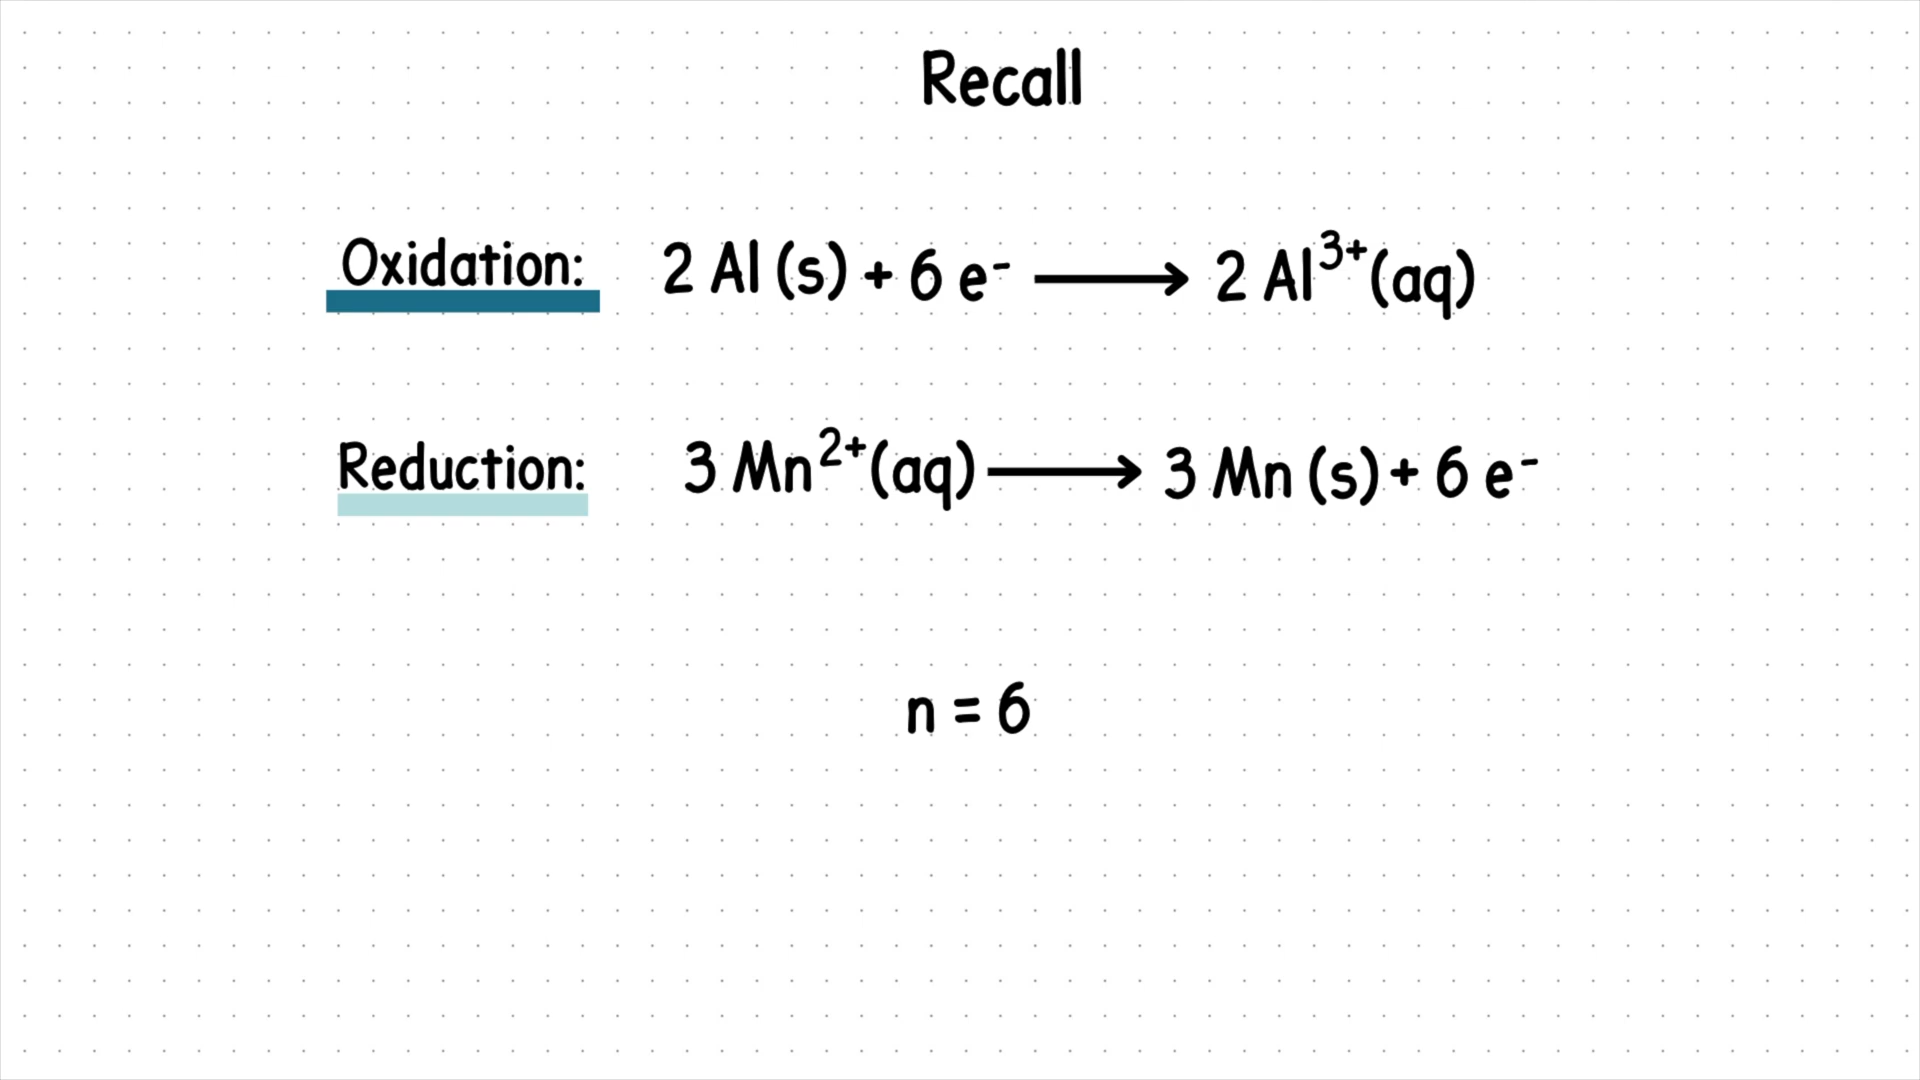 Recall
Oxidation: 2 Al (s) + 6 e⁻ ⟶ 2 Al³⁺(aq)
Reduction: 3 Mn²⁺(aq) ⟶ 3 Mn (s) + 6 e⁻
n = 6